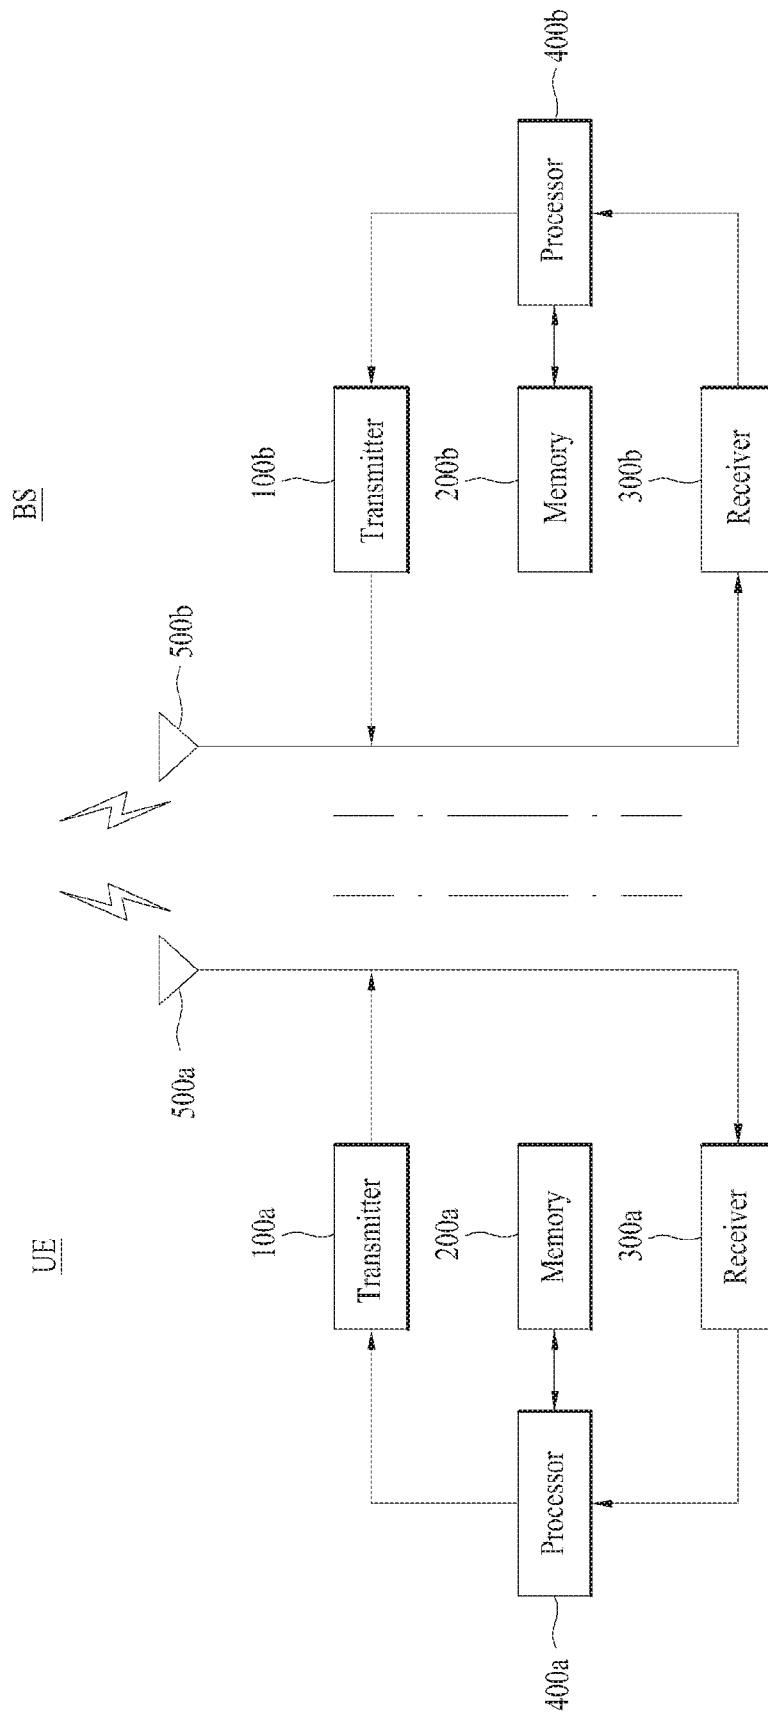 UE
BS
500a
500b
100a
Transmitter
100b
Transmitter
400a
Processor
200a
Memory
200b
Memory
Processor
400b
300a
Receiver
300b
Receiver